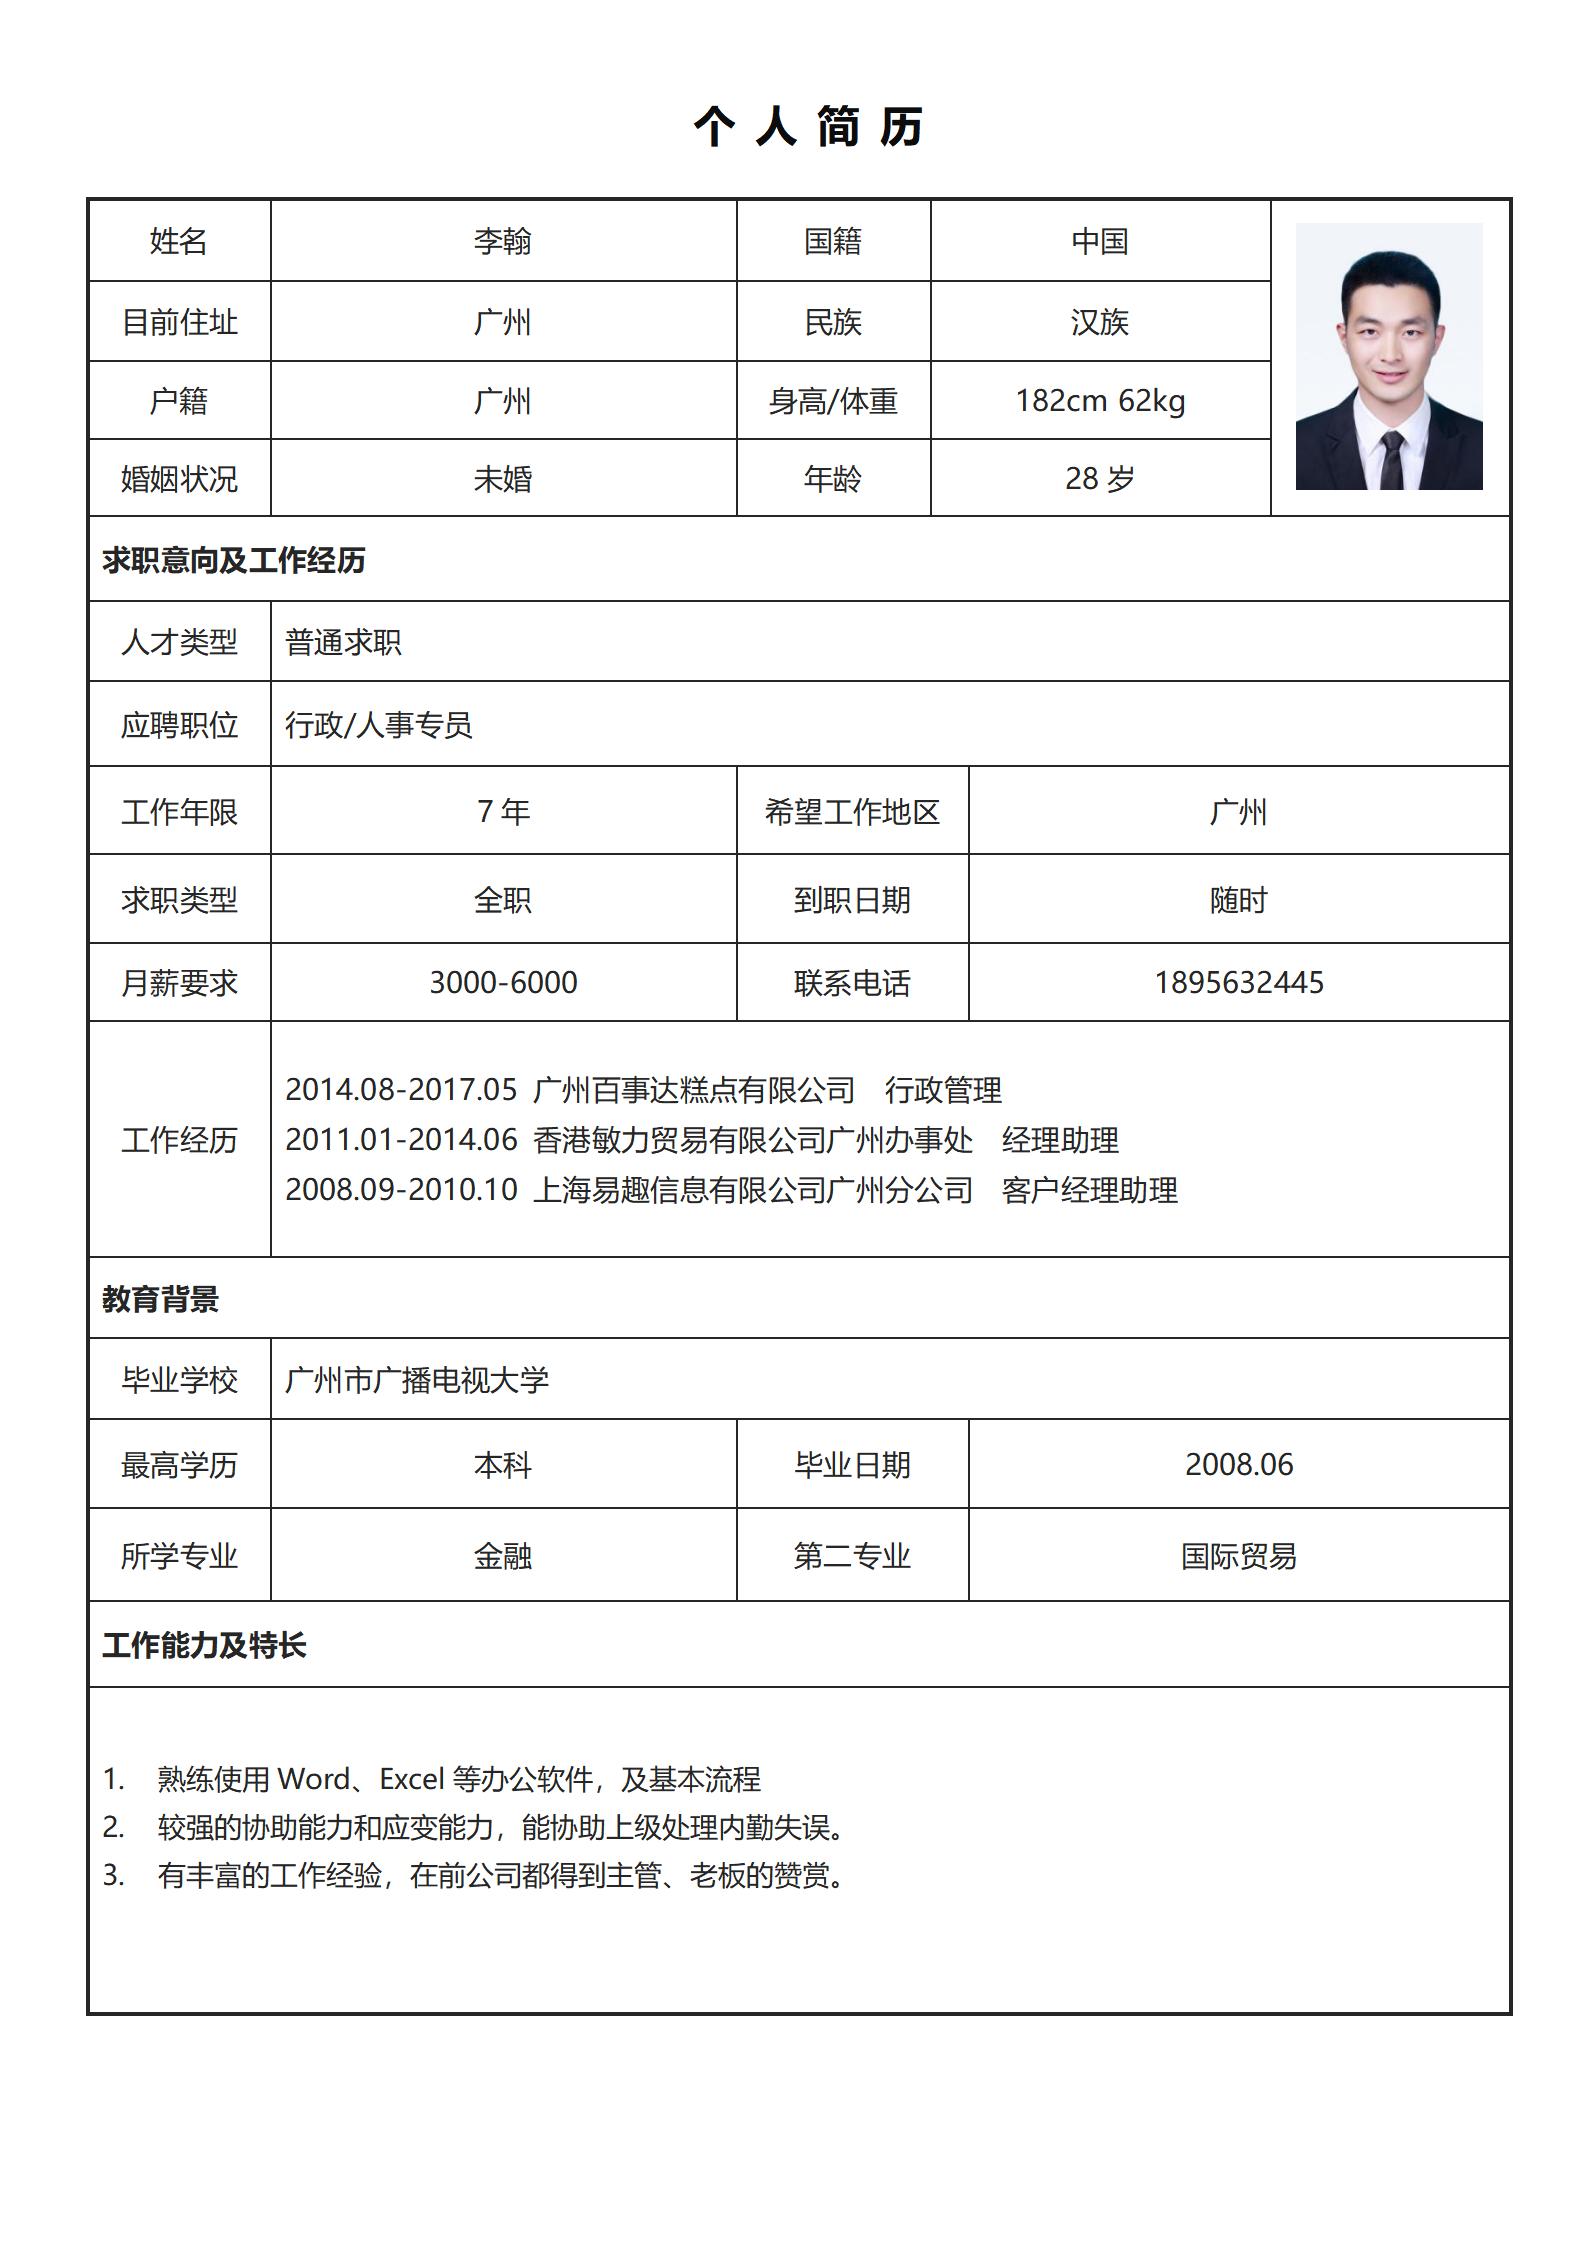 个人简历
姓名 李翰 国籍 中国
目前住址 广州 民族 汉族
户籍 广州 身高/体重 182cm 62kg
婚姻状况 未婚 年龄 28 岁
求职意向及工作经历
人才类型 普通求职
应聘职位 行政/人事专员
工作年限 7 年 希望工作地区 广州
求职类型 全职 到职日期 随时
月薪要求 3000-6000 联系电话 1895632445
工作经历
2014.08-2017.05 广州百事达糕点有限公司 行政管理
2011.01-2014.06 香港敏力贸易有限公司广州办事处 经理助理
2008.09-2010.10 上海易趣信息有限公司广州分公司 客户经理助理
教育背景
毕业学校 广州市广播电视大学
最高学历 本科 毕业日期 2008.06
所学专业 金融 第二专业 国际贸易
工作能力及特长
1. 熟练使用 Word、Excel 等办公软件，及基本流程
2. 较强的协助能力和应变能力，能协助上级处理内勤失误。
3. 有丰富的工作经验，在前公司都得到主管、老板的赞赏。